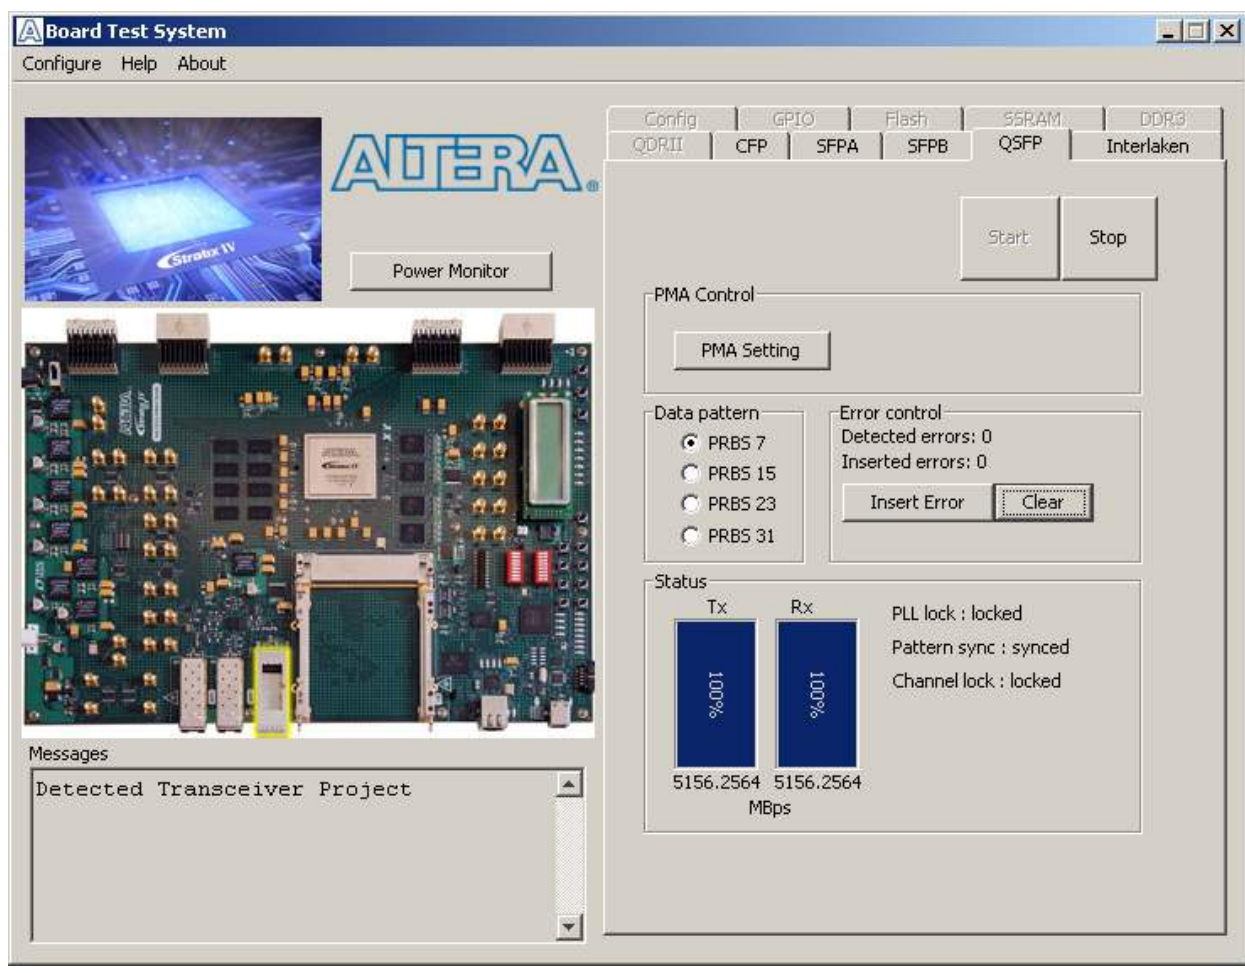 Board Test System
Configure Help About
Stratix IV
ALTERA®
Power Monitor
Config GPIO Flash SSRAM DDR3
QDRII CFP SFPA SFPB QSFP Interlaken
Start Stop
PMA Control
PMA Setting
Data pattern
PRBS 7
PRBS 15
PRBS 23
PRBS 31
Error control
Detected errors: 0
Inserted errors: 0
Insert Error Clear
Status
Tx Rx
100% 100%
5156.2564 5156.2564
MBps
PLL lock : locked
Pattern sync : synced
Channel lock : locked
ALTERA
Messages
Detected Transceiver Project